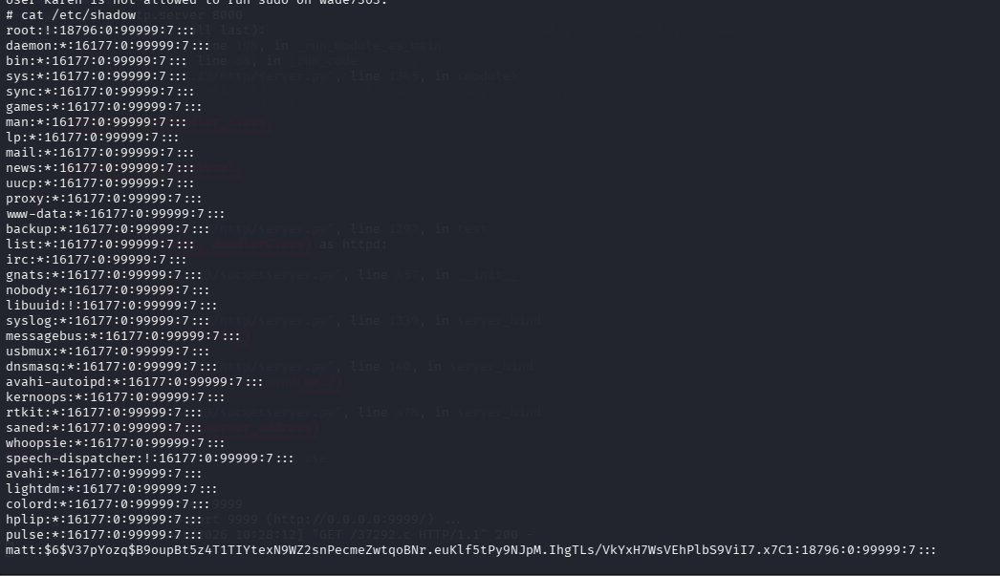 User karen is not allowed to run sudo on wade7363.
# cat /etc/shadow
root:!:18796:0:99999:7:::
daemon:*:16177:0:99999:7:::
bin:*:16177:0:99999:7:::
sys:*:16177:0:99999:7:::
sync:*:16177:0:99999:7:::
games:*:16177:0:99999:7:::
man:*:16177:0:99999:7:::
lp:*:16177:0:99999:7:::
mail:*:16177:0:99999:7:::
news:*:16177:0:99999:7:::
uucp:*:16177:0:99999:7:::
proxy:*:16177:0:99999:7:::
www-data:*:16177:0:99999:7:::
backup:*:16177:0:99999:7:::
list:*:16177:0:99999:7:::
irc:*:16177:0:99999:7:::
gnats:*:16177:0:99999:7:::
nobody:*:16177:0:99999:7:::
libuuid:!:16177:0:99999:7:::
syslog:*:16177:0:99999:7:::
messagebus:*:16177:0:99999:7:::
usbmux:*:16177:0:99999:7:::
dnsmasq:*:16177:0:99999:7:::
avahi-autoipd:*:16177:0:99999:7:::
kernoops:*:16177:0:99999:7:::
rtkit:*:16177:0:99999:7:::
saned:*:16177:0:99999:7:::
whoopsie:*:16177:0:99999:7:::
speech-dispatcher:!:16177:0:99999:7:::
avahi:*:16177:0:99999:7:::
lightdm:*:16177:0:99999:7:::
colord:*:16177:0:99999:7:::
hplip:*:16177:0:99999:7:::
pulse:*:16177:0:99999:7:::
matt:$6$V37pYozq$B9oupBt5z4T1TIYtexN9WZ2snPecmeZwtqoBNr.euKlf5tPy9NJpM.IhgTLs/VkYxH7WsVEhPlbS9ViI7.x7C1:18796:0:99999:7:::